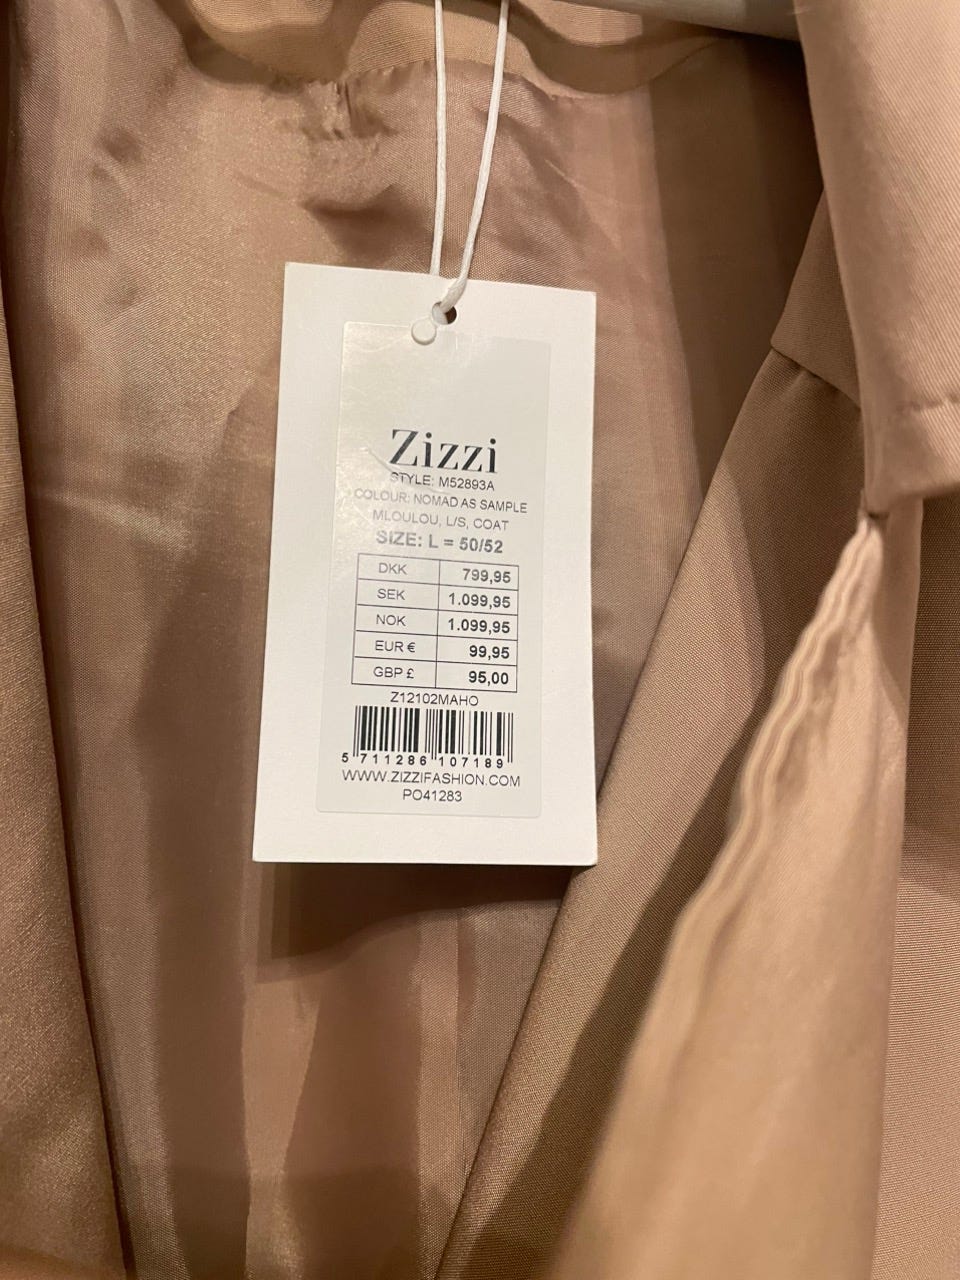 Zizzi
STYLE: M52893A
COLOUR: NOMAD AS SAMPLE
MLOULOU, L/S, COAT
SIZE: L = 50/52
DKK 799,95
SEK 1.099,95
NOK 1.099,95
EUR € 99,95
GBP £ 95,00
Z12102MAHO
5 711286 107189
WWW.ZIZZIFASHION.COM
PO41283